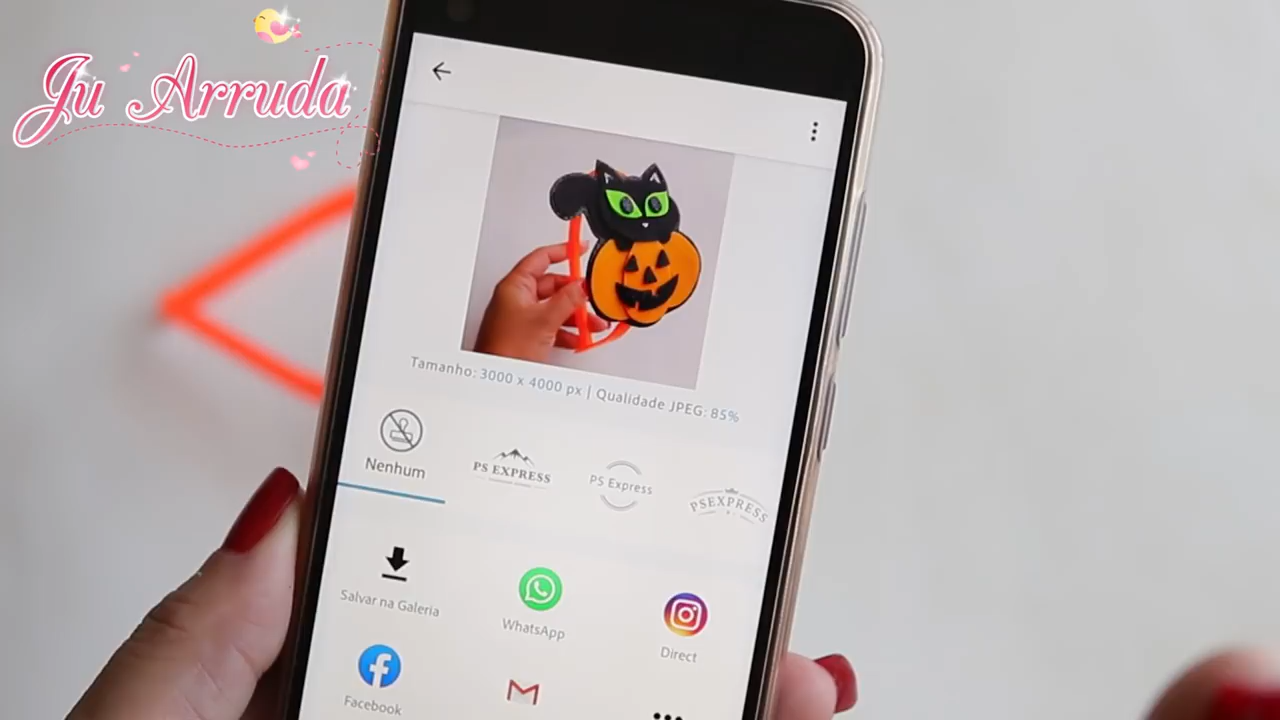 Ju Arruda
Tamanho: 3000 x 4000 px | Qualidade JPEG: 85%
Nenhum
PS EXPRESS
PS Express
PSEXPRESS
Salvar na Galeria
WhatsApp
Direct
Facebook